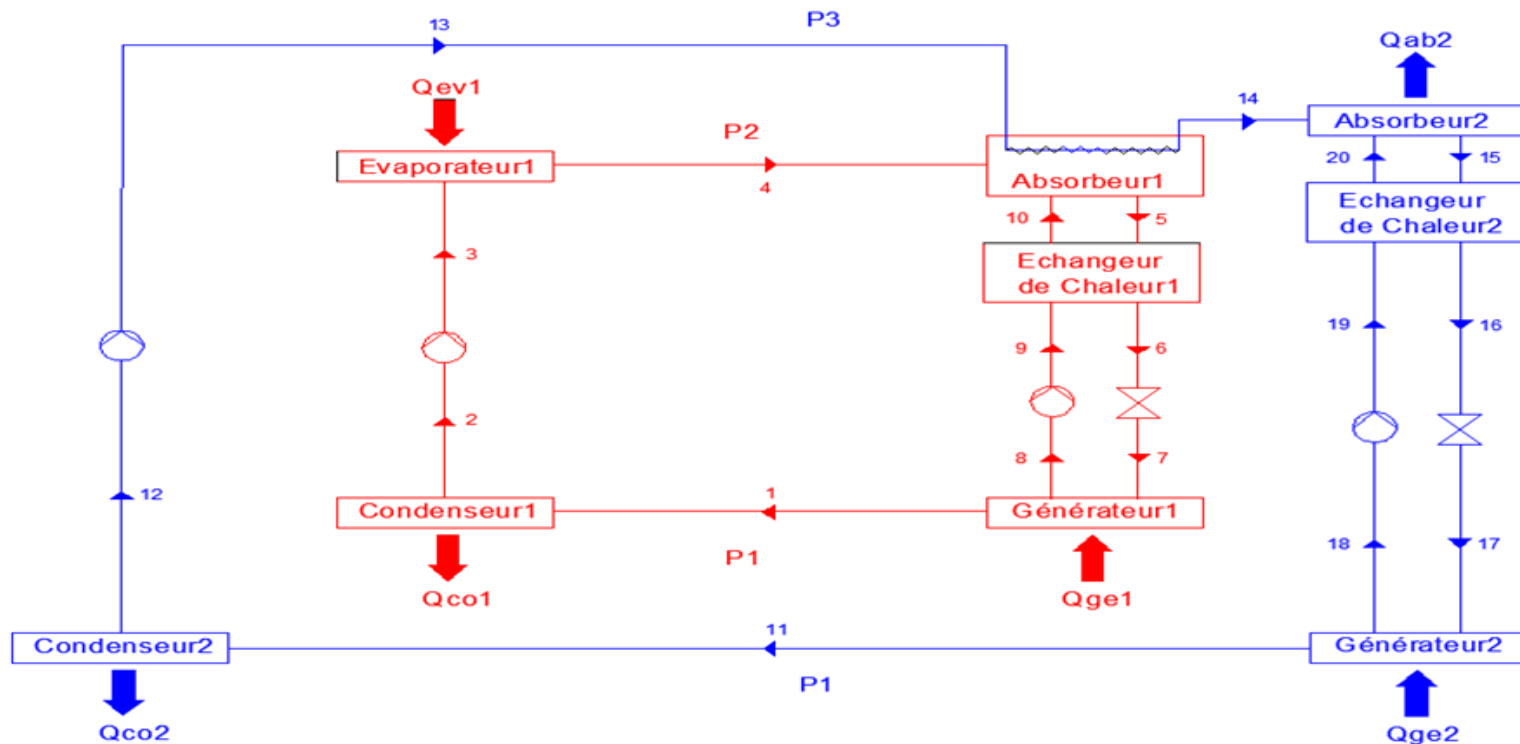 13
P3
Qab2
Qev1
14
P2
Absorbeur2
Evaporateur1
20
15
4
Absorbeur1
10
5
Echangeur
de Chaleur2
3
Echangeur
de Chaleur1
19
16
9
6
2
8
7
12
1
Condenseur1
Générateur1
18
17
P1
Qco1
Qge1
11
Condenseur2
Générateur2
P1
Qco2
Qge2